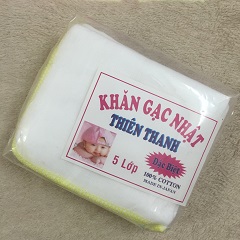 KHĂN GẠC NHẬT
THIÊN THANH
5 Lớp
Đặc Biệt
100% COTTON
MADE IN JAPAN